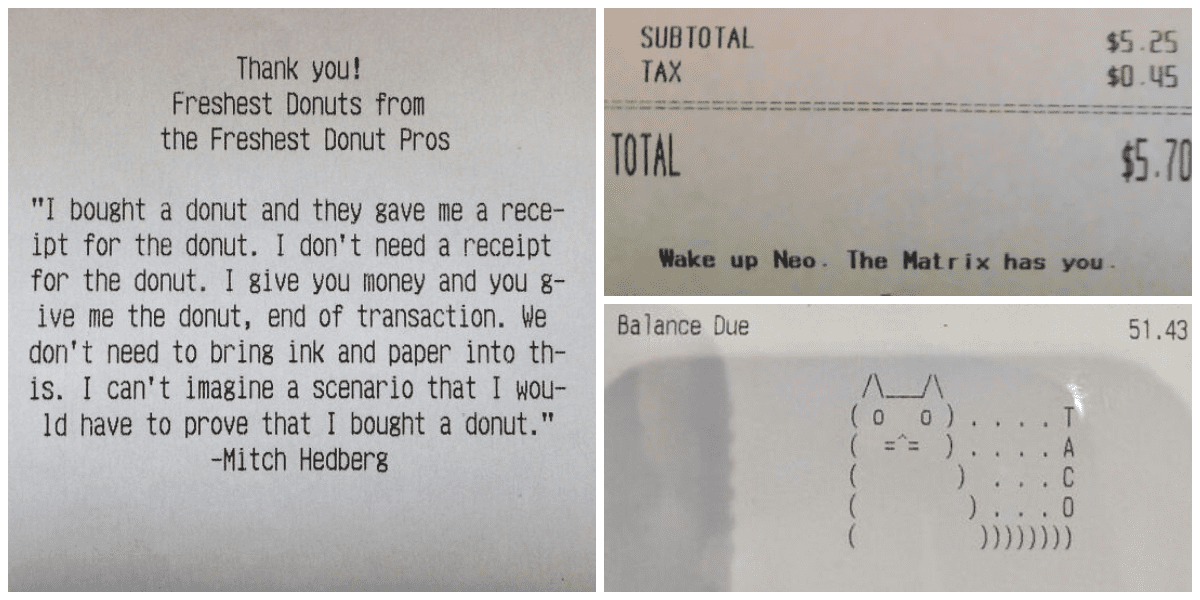 Thank you!
Freshest Donuts from
the Freshest Donut Pros
"I bought a donut and they gave me a rece-
ipt for the donut. I don't need a receipt
for the donut. I give you money and you g-
ive me the donut, end of transaction. We
don't need to bring ink and paper into th-
is. I can't imagine a scenario that I wou-
ld have to prove that I bought a donut."
-Mitch Hedberg
SUBTOTAL $5.25
TAX $0.45
TOTAL $5.70
Wake up Neo. The Matrix has you.
Balance Due 51.43
/\___/\
( o   o ) . . . . T
(  =^=  ) . . . . A
(        )  . . . C
(         ) . . . O
(          ))))))))